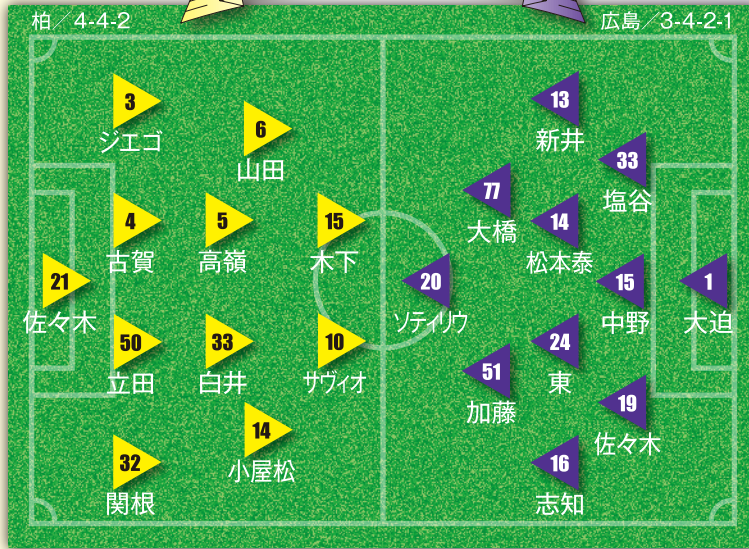 柏／4-4-2
広島／3-4-2-1
3
ジエゴ
6
山田
4
古賀
5
高嶺
15
木下
21
佐々木
50
立田
33
白井
10
サヴィオ
14
小屋松
32
関根
13
新井
33
塩谷
77
大橋
14
松本泰
20
ソティリウ
15
中野
1
大迫
24
東
51
加藤
19
佐々木
16
志知